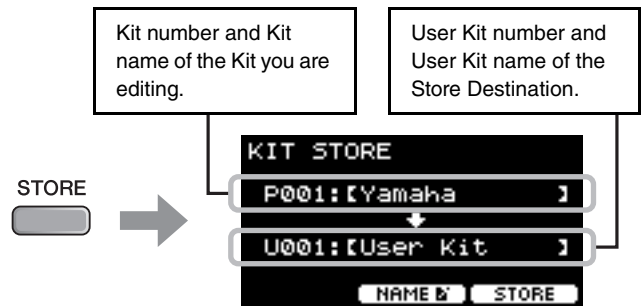 Kit number and Kit
name of the Kit you are
editing.
User Kit number and
User Kit name of the
Store Destination.
STORE
KIT STORE
P001:[Yamaha ]
U001:[User Kit ]
NAME STORE